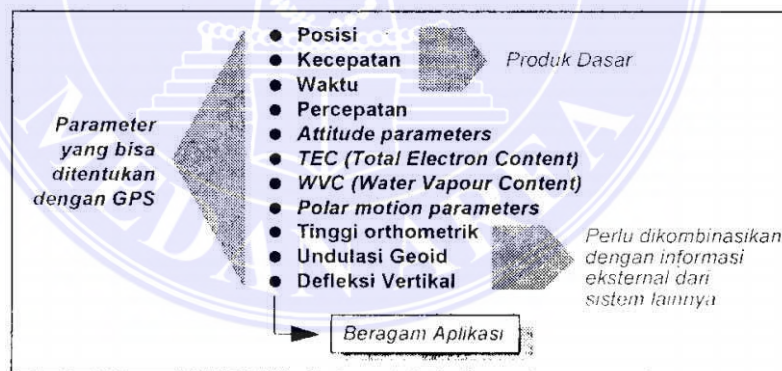 Posisi
Kecepatan
Waktu
Produk Dasar
Percepatan
Parameter
yang bisa
ditentukan
dengan GPS
Attitude parameters
TEC (Total Electron Content)
WVC (Water Vapour Content)
Polar motion parameters
Tinggi orthometrik
Undulasi Geoid
Defleksi Vertikal
Perlu dikombinasikan
dengan informasi
eksternal dari
sistem lainnya
Beragam Aplikasi
MEDAN AREA